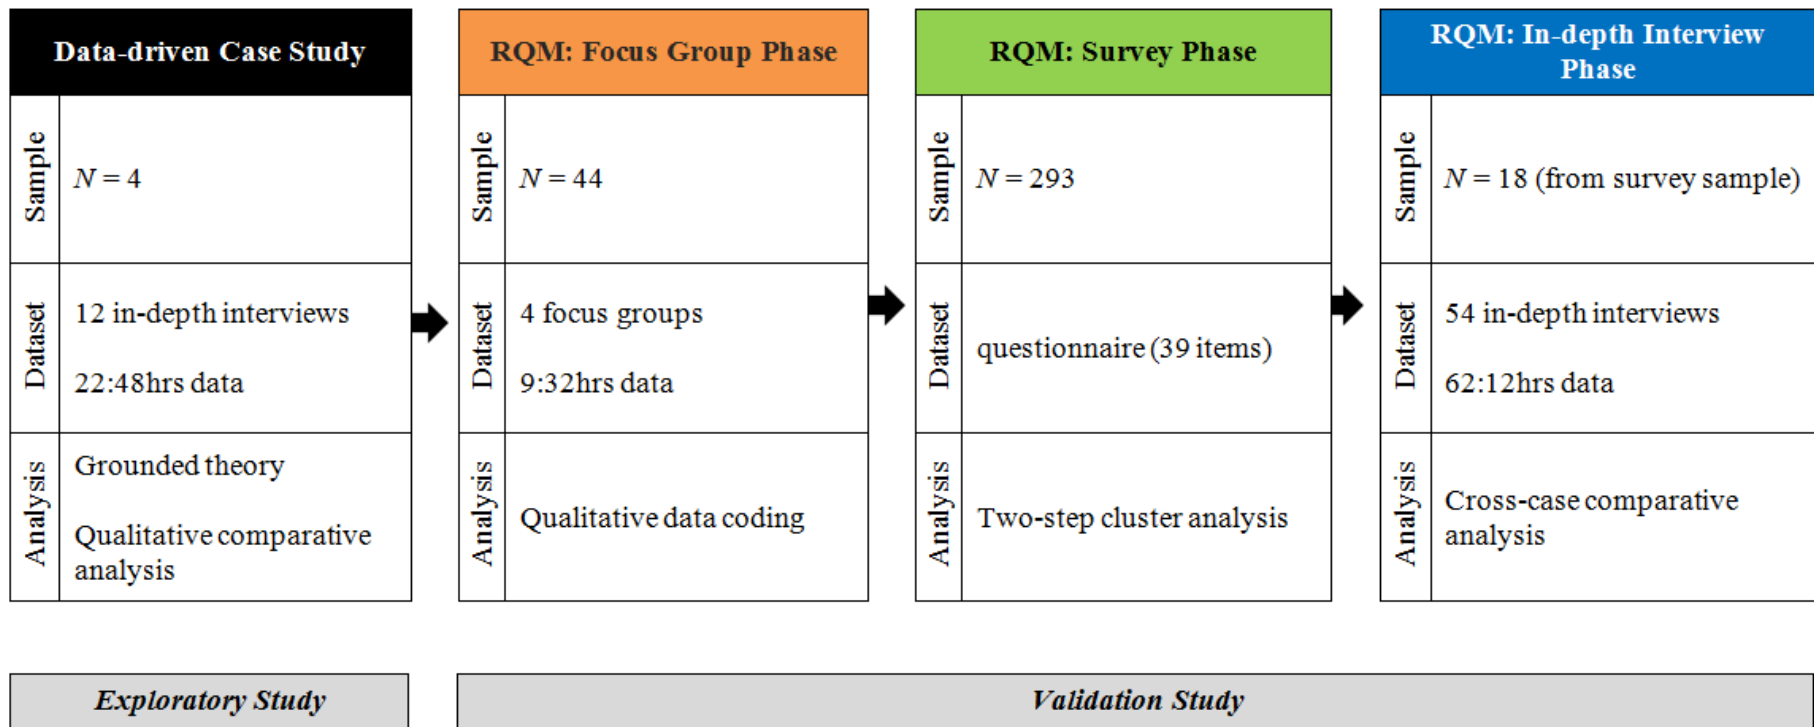 Data-driven Case Study
Sample
N = 4
Dataset
12 in-depth interviews
22:48hrs data
Analysis
Grounded theory
Qualitative comparative
analysis
RQM: Focus Group Phase
Sample
N = 44
Dataset
4 focus groups
9:32hrs data
Analysis
Qualitative data coding
RQM: Survey Phase
Sample
N = 293
Dataset
questionnaire (39 items)
Analysis
Two-step cluster analysis
RQM: In-depth Interview
Phase
Sample
N = 18 (from survey sample)
Dataset
54 in-depth interviews
62:12hrs data
Analysis
Cross-case comparative
analysis
Exploratory Study
Validation Study